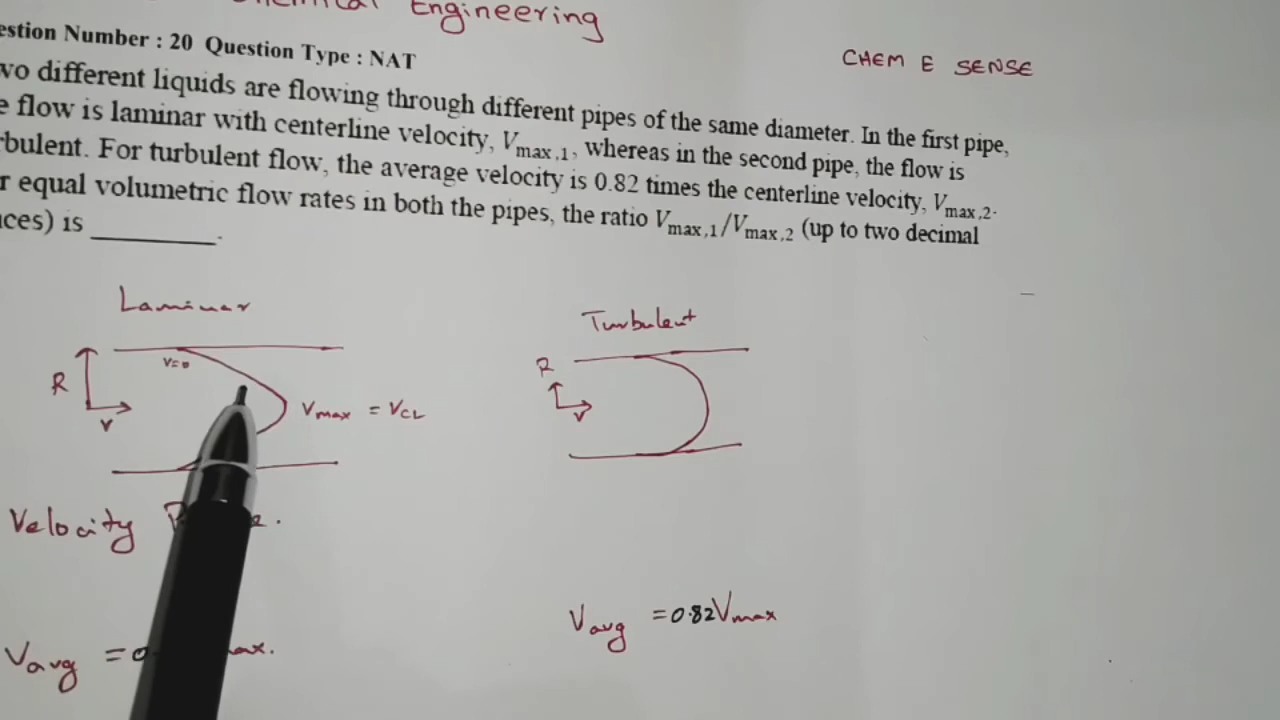 Engineering
CHEM E SENSE
Question Number : 20 Question Type : NAT
different liquids are flowing through different pipes of the same diameter. In the first pipe,
flow is laminar with centerline velocity, Vmax,1, whereas in the second pipe, the flow is
For turbulent flow, the average velocity is 0.82 times the centerline velocity, Vmax,2.
equal volumetric flow rates in both the pipes, the ratio Vmax,1/Vmax,2 (up to two decimal
is ________.
Laminar
Turbulent
V=0
R
V
Vmax = VCL
R
V
Velocity
Vavg =
Vavg = 0.82Vmax